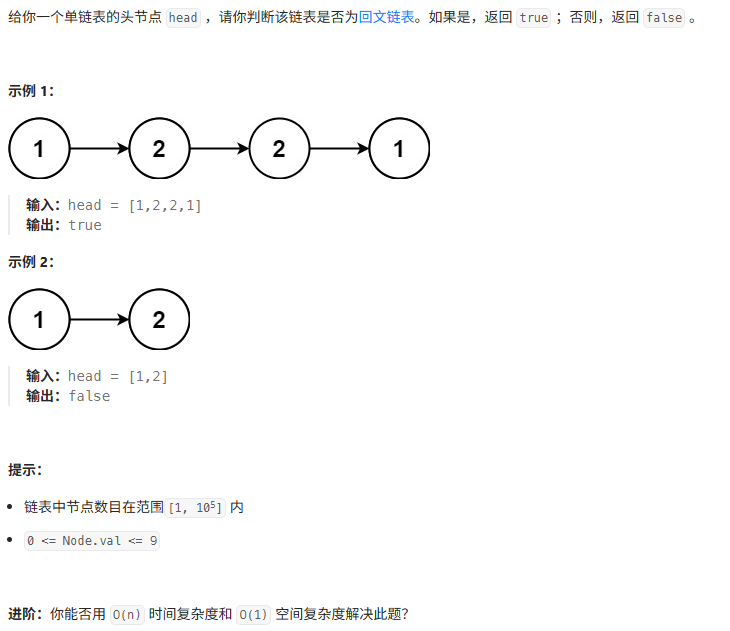 给你一个单链表的头节点 head ，请你判断该链表是否为回文链表。如果是，返回 true ；否则，返回 false 。
示例 1：
1 2 2 1
输入：head = [1,2,2,1]
输出：true
示例 2：
1 2
输入：head = [1,2]
输出：false
提示：
• 链表中节点数目在范围[1, 10⁵] 内
• 0 <= Node.val <= 9
进阶：你能否用 O(n) 时间复杂度和 O(1) 空间复杂度解决此题？